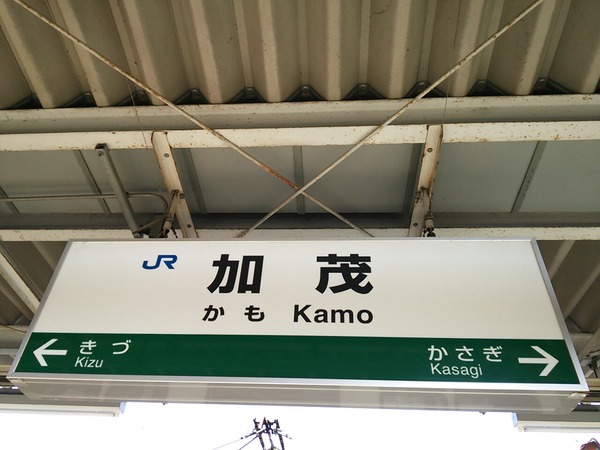 JR 加茂
かも Kamo
← きづ かさぎ →
Kizu Kasagi